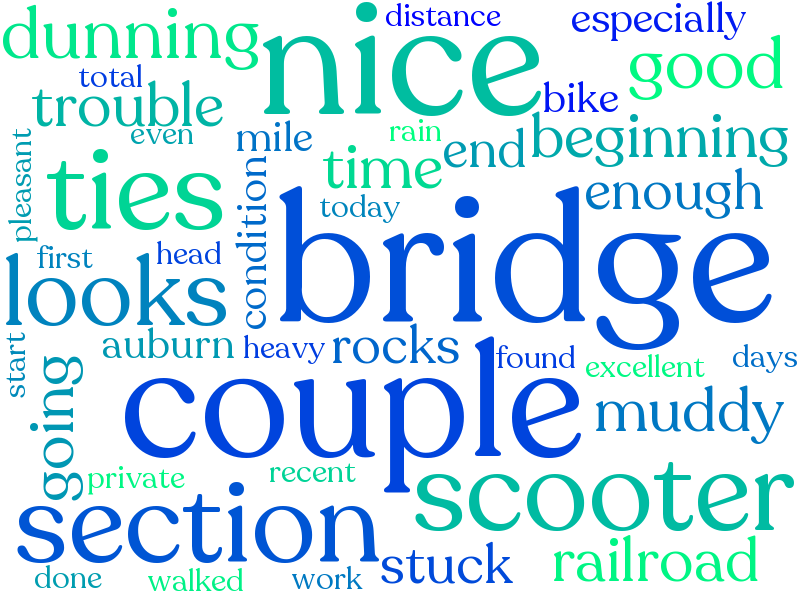 distance
especially
dunning
nice
good
total
bike
trouble
even
mile
rain
end
beginning
pleasant
ties
time
condition
today
enough
bridge
first
head
looks
start
auburn
heavy
rocks
found
excellent
days
going
couple
muddy
private
recent
scooter
section
stuck
railroad
done
walked
work